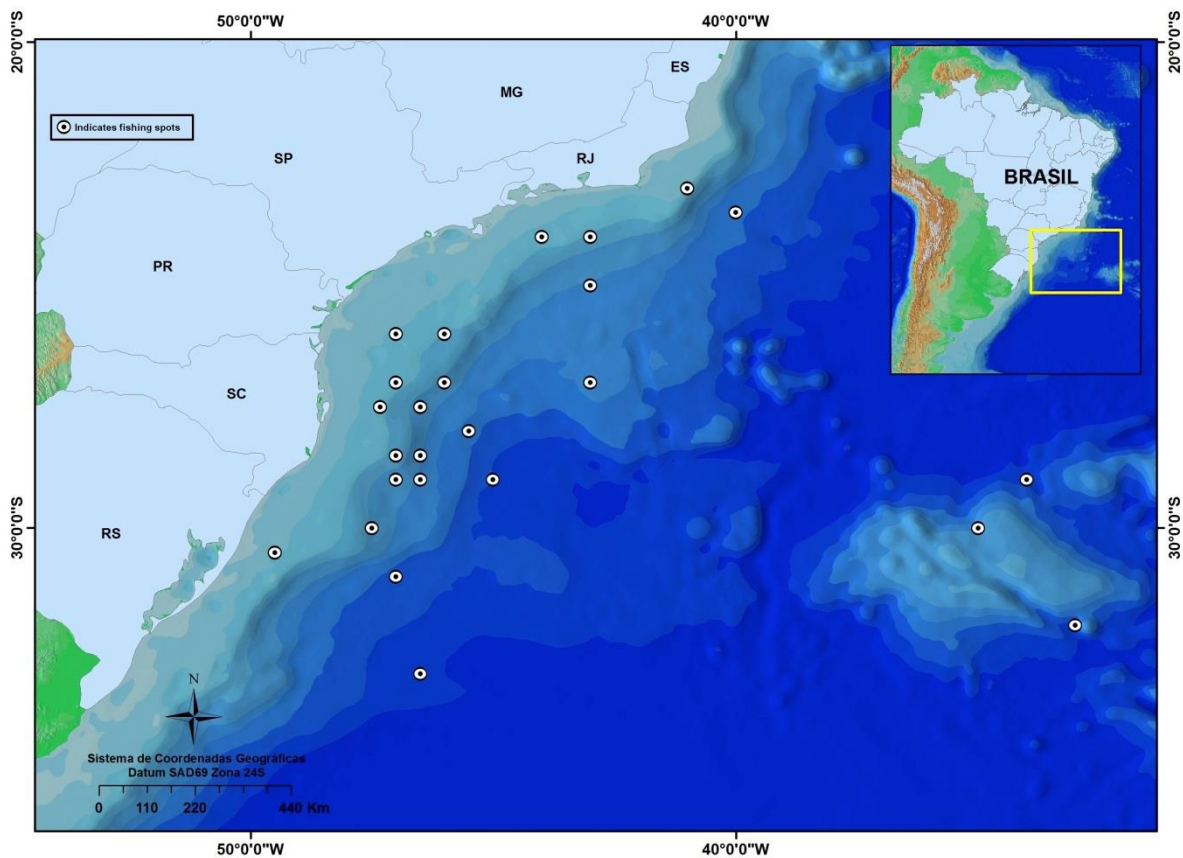 50°0'0"W 40°0'0"W
20°0'0"S 20°0'0"S
ES
MG
Indicates fishing spots
SP
RJ
BRASIL
PR
SC
30°0'0"S 30°0'0"S
RS
N
Sistema de Coordenadas Geográficas
Datum SAD69 Zona 24S
0 110 220 440 Km
50°0'0"W 40°0'0"W